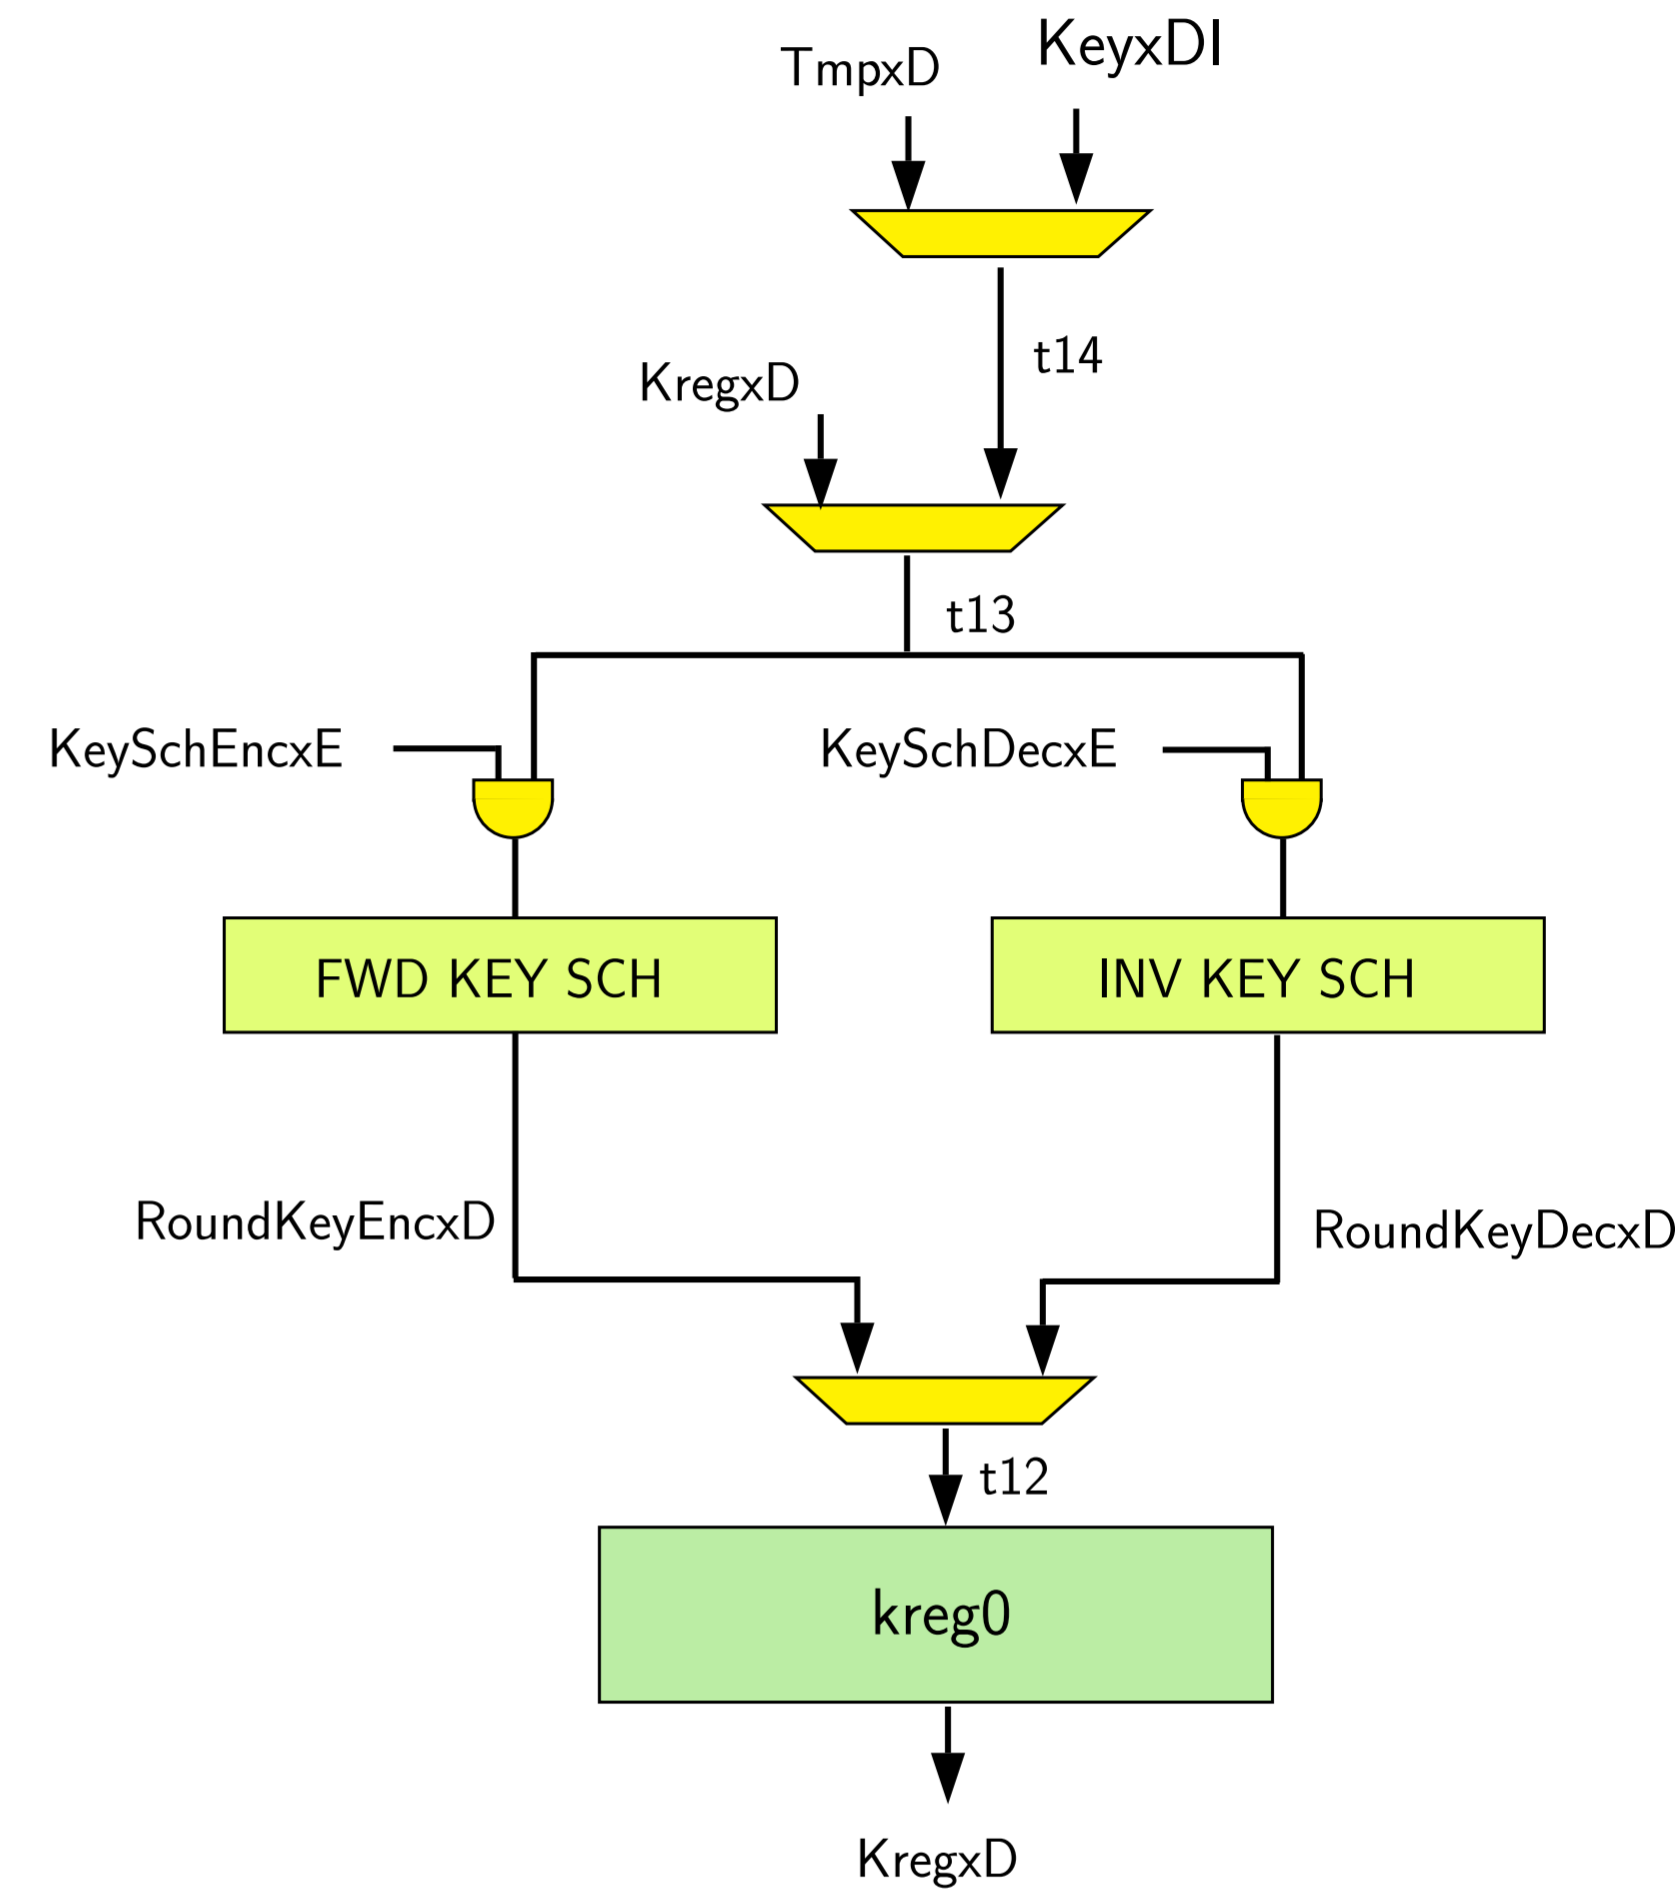 TmpxD
KeyxDI
t14
KregxD
t13
KeySchEncxE
KeySchDecxE
FWD KEY SCH
INV KEY SCH
RoundKeyEncxD
RoundKeyDecxD
t12
kreg0
KregxD